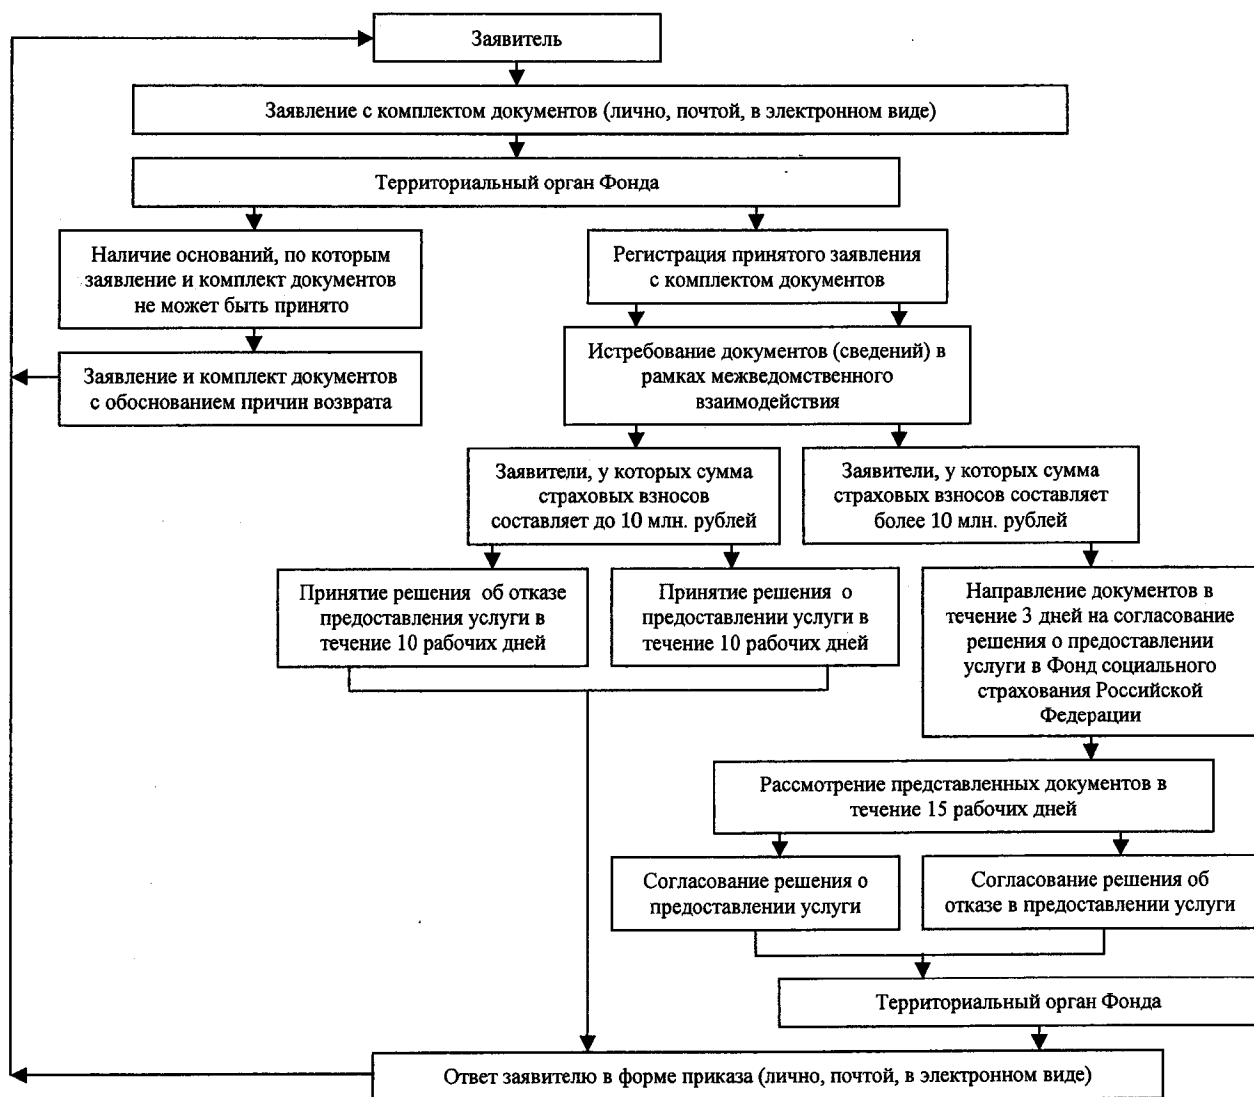 Заявитель
Заявление с комплектом документов (лично, почтой, в электронном виде)
Территориальный орган Фонда
Наличие оснований, по которым
заявление и комплект документов
не может быть принято
Регистрация принятого заявления
с комплектом документов
Заявление и комплект документов
с обоснованием причин возврата
Истребование документов (сведений) в
рамках межведомственного
взаимодействия
Заявители, у которых сумма
страховых взносов
составляет до 10 млн. рублей
Заявители, у которых сумма
страховых взносов составляет
более 10 млн. рублей
Принятие решения об отказе
предоставления услуги в
течение 10 рабочих дней
Принятие решения о
предоставлении услуги в
течение 10 рабочих дней
Направление документов в
течение 3 дней на согласование
решения о предоставлении
услуги в Фонд социального
страхования Российской
Федерации
Рассмотрение представленных документов в
течение 15 рабочих дней
Согласование решения о
предоставлении услуги
Согласование решения об
отказе в предоставлении услуги
Территориальный орган Фонда
Ответ заявителю в форме приказа (лично, почтой, в электронном виде)